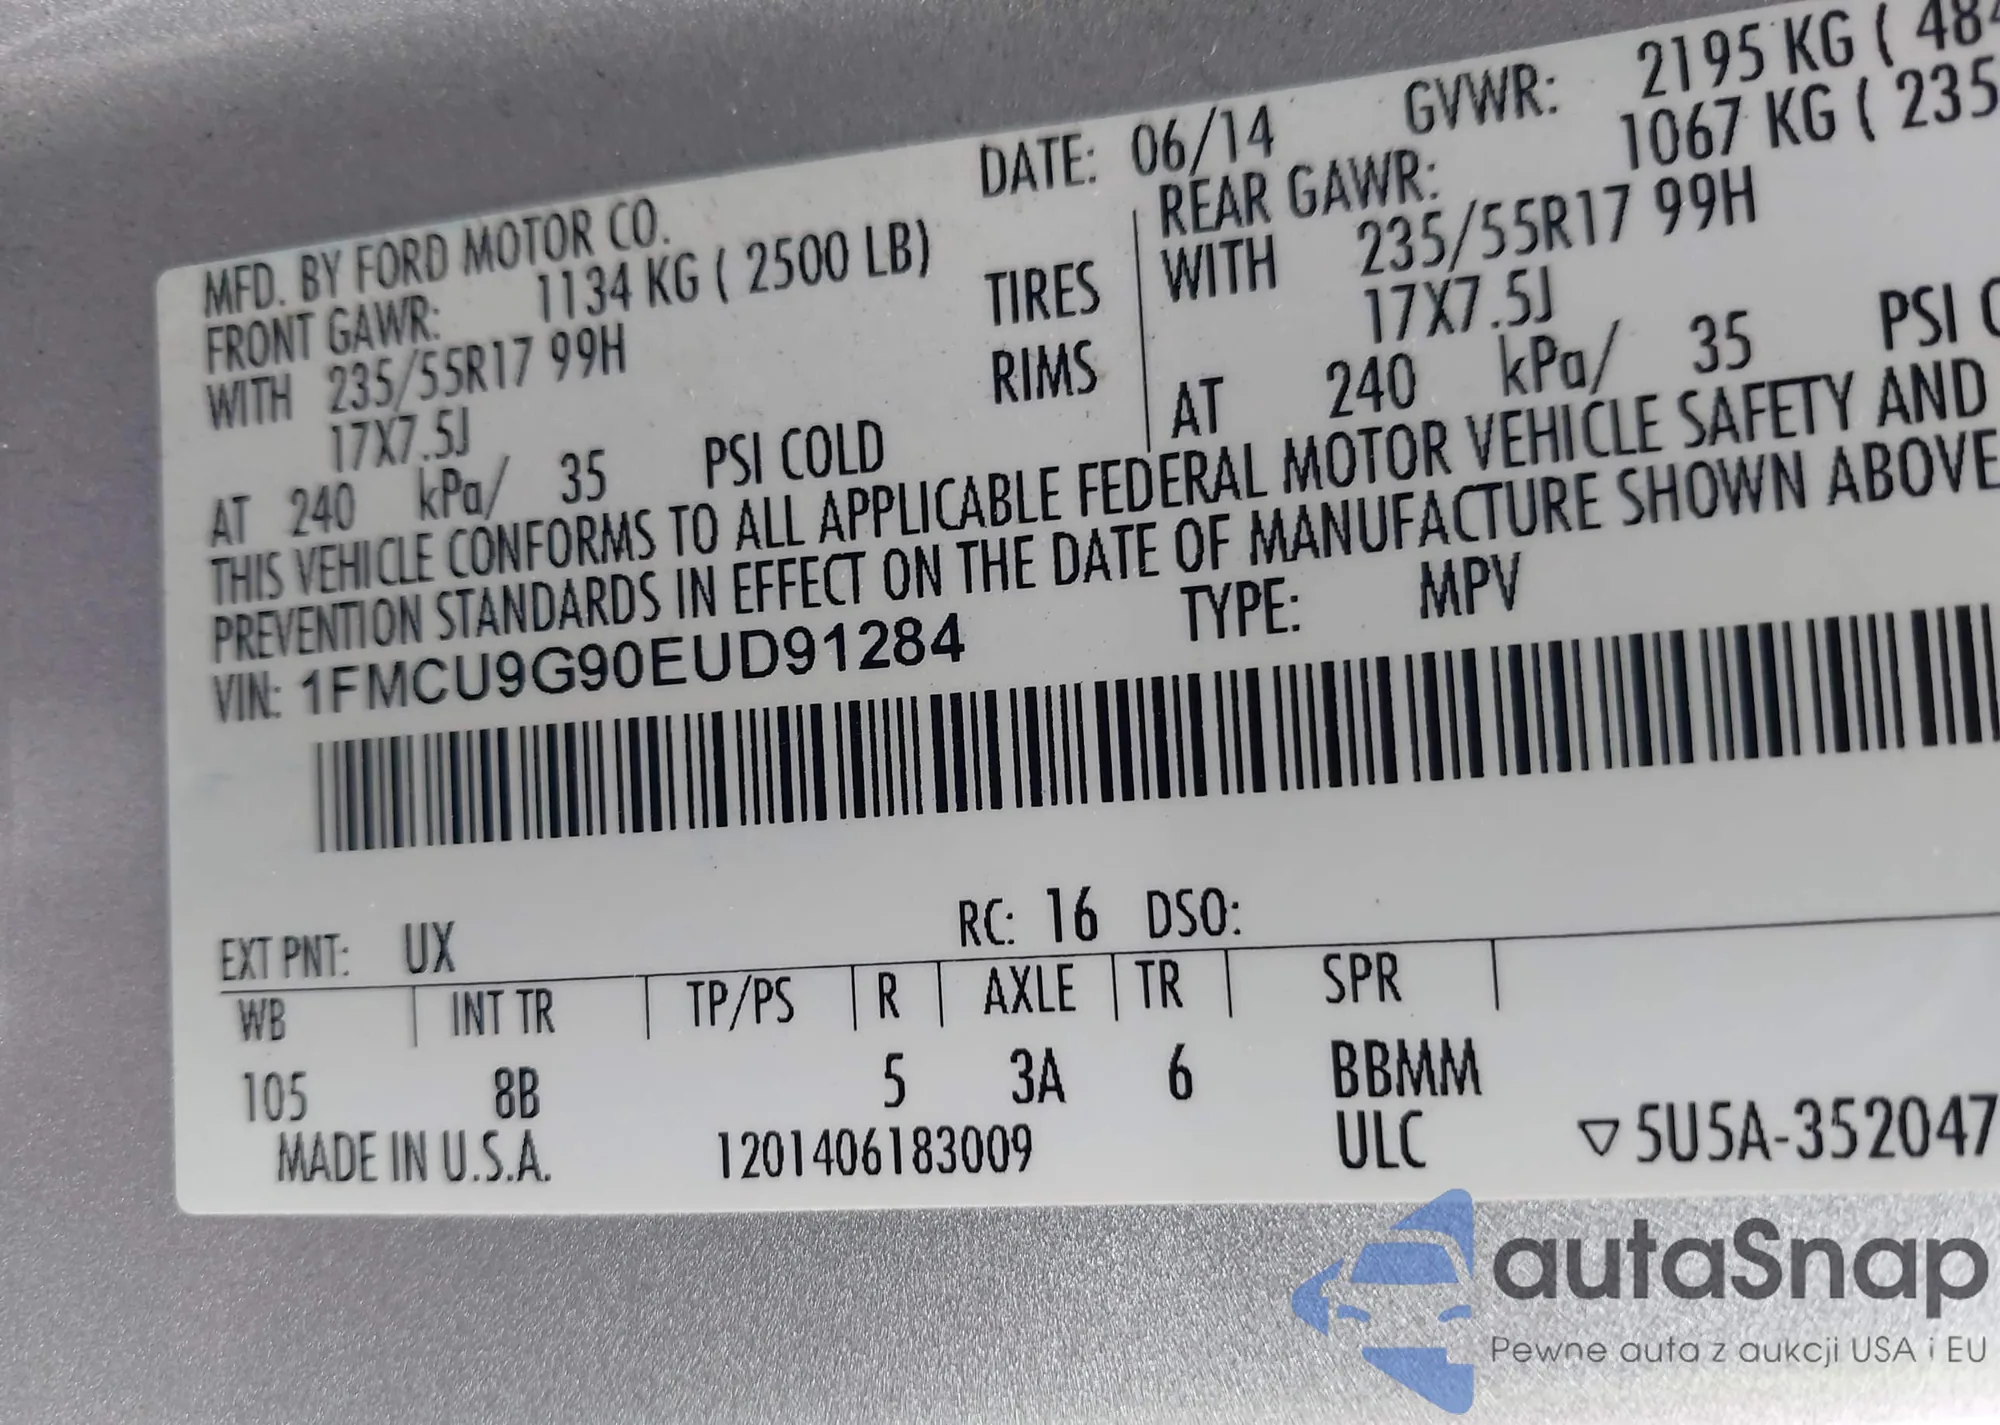 MFD. BY FORD MOTOR CO. DATE: 06/14 GVWR: 2195 KG ( 484
FRONT GAWR: 1134 KG ( 2500 LB) REAR GAWR: 1067 KG ( 235
WITH 235/55R17 99H TIRES WITH 235/55R17 99H
17X7.5J RIMS 17X7.5J
AT 240 kPa/ 35 PSI COLD AT 240 kPa/ 35 PSI C
THIS VEHICLE CONFORMS TO ALL APPLICABLE FEDERAL MOTOR VEHICLE SAFETY AND
PREVENTION STANDARDS IN EFFECT ON THE DATE OF MANUFACTURE SHOWN ABOVE
VIN: 1FMCU9G90EUD91284 TYPE: MPV
EXT PNT: UX RC: 16 DSO:
WB INT TR TP/PS R AXLE TR SPR
105 8B 5 3A 6 BBMM
MADE IN U.S.A. 1201406183009 ULC ▽5U5A-352047
autaSnap
Pewne auta z aukcji USA i EU